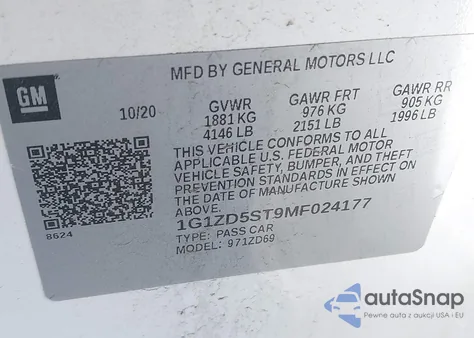 MFD BY GENERAL MOTORS LLC
GM
10/20
GVWR
1881 KG
4146 LB
GAWR FRT
976 KG
2151 LB
GAWR RR
905 KG
1996 LB
THIS VEHICLE CONFORMS TO ALL
APPLICABLE U.S. FEDERAL MOTOR
VEHICLE SAFETY, BUMPER, AND THEFT
PREVENTION STANDARDS IN EFFECT ON
THE DATE OF MANUFACTURE SHOWN
ABOVE.
1G1ZD5ST9MF024177
TYPE: PASS CAR
MODEL: 971ZD69
8624
autoSnap
Pewne auta z aukcji USA i EU